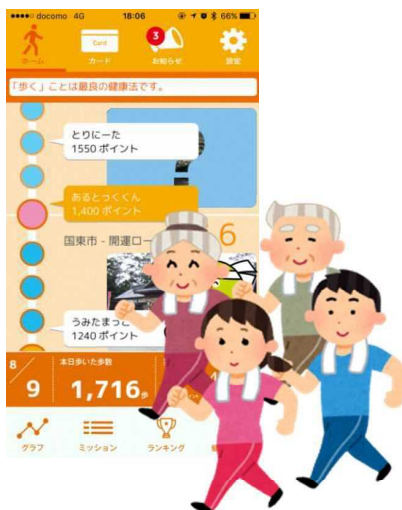 docomo 4G 18:06 66%
Card
3
ホーム カード お知らせ 設定
「歩く」ことは最良の健康法です。
とりにーた
1550 ポイント
あるとっくくん
1,400 ポイント
国東市 - 開運ロー
6
うみたまっこ
1240 ポイント
8/9
本日歩いた歩数
1,716歩
グラフ ミッション ランキング